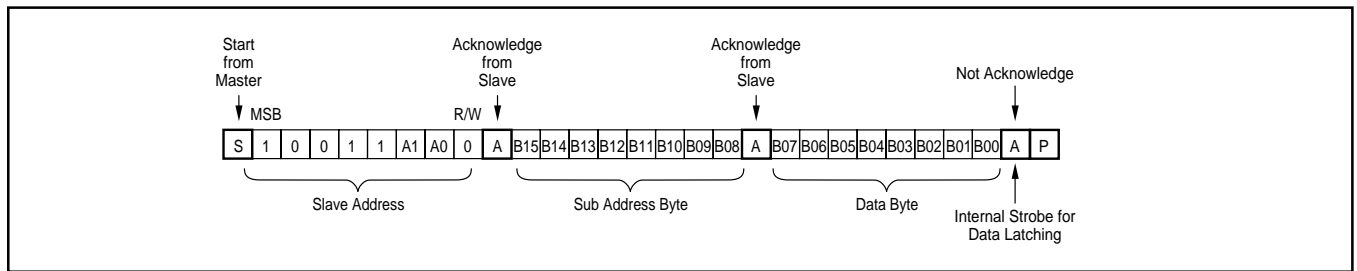 Start
from
Master
Acknowledge
from
Slave
Acknowledge
from
Slave
Not Acknowledge
MSB R/W
S 1 0 0 1 1 A1 A0 0 A B15 B14 B13 B12 B11 B10 B09 B08 A B07 B06 B05 B04 B03 B02 B01 B00 A P
Slave Address
Sub Address Byte
Data Byte
Internal Strobe for
Data Latching